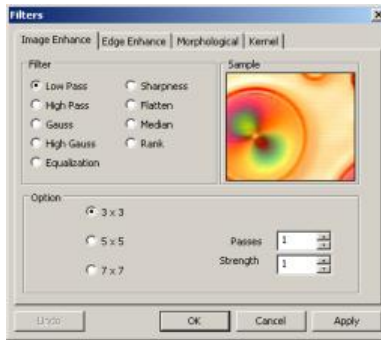 Filters
Image Enhance Edge Enhance Morphological Kernel
Filter
Sample
Low Pass Sharpness
High Pass Flatten
Gauss Median
High Gauss Rank
Equalization
Option
3 x 3
5 x 5 Passes 1
Strength 1
7 x 7
Undo OK Cancel Apply